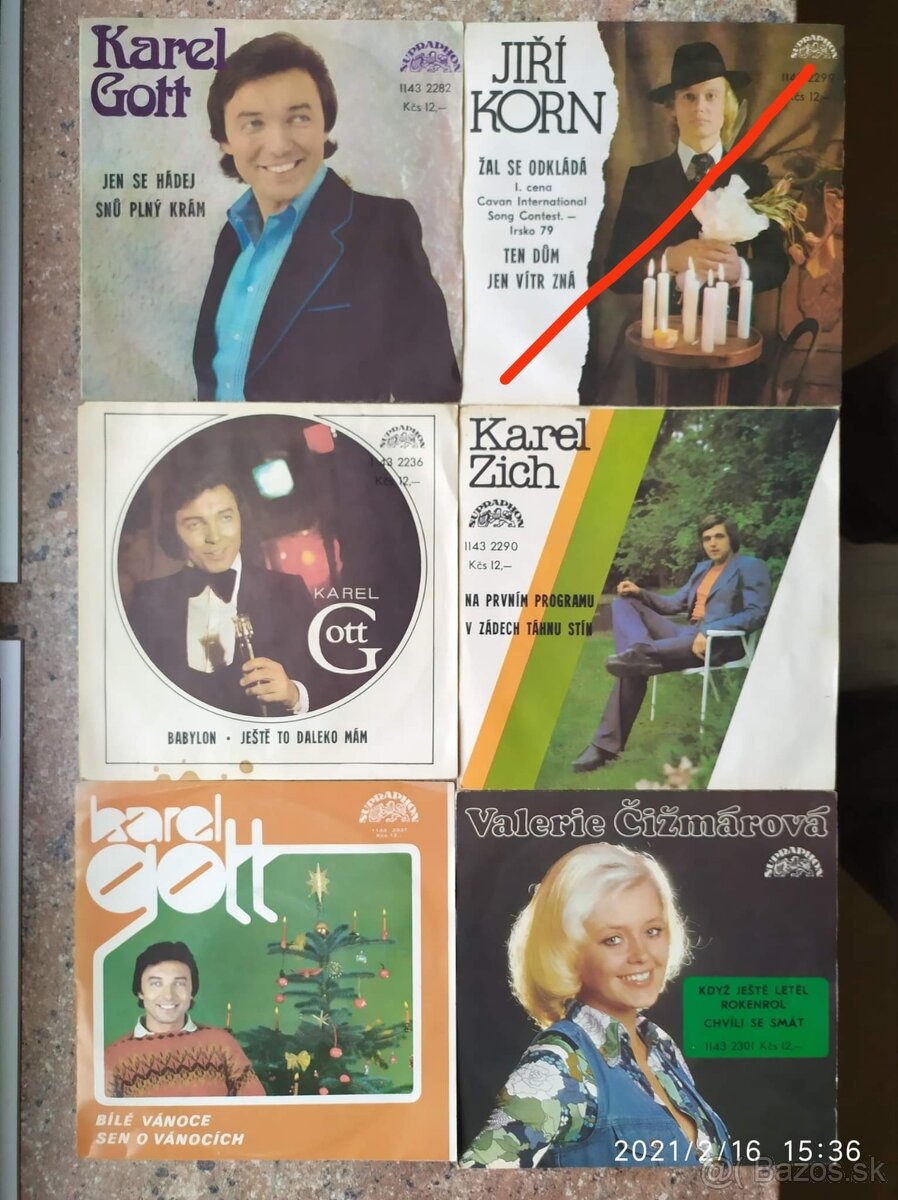 Karel
Gott
SUPRAPHON
1143 2282
Kčs 12,—
JEN SE HÁDEJ
SNŮ PLNÝ KRÁM
JIŘÍ
KORN
SUPRAPHON
1143 2299
Kčs 12,—
ŽAL SE ODKLÁDÁ
I. cena
Cavan International
Song Contest. —
Irsko 79
TEN DŮM
JEN VÍTR ZNÁ
SUPRAPHON
1143 2236
Kčs 12,—
KAREL
Gott
BABYLON • JEŠTĚ TO DALEKO MÁM
Karel
Zich
SUPRAPHON
1143 2290
Kčs 12,—
NA PRVNÍM PROGRAMU
V ZÁDECH TÁHNU STÍN
karel
gott
SUPRAPHON
Kčs 12,-
BÍLÉ VÁNOCE
SEN O VÁNOCÍCH
Valerie Čižmárová
SUPRAPHON
KDYŽ JEŠTĚ LETĚL
ROKENROL
CHVÍLI SE SMÁT
1143 2301 Kčs 12,—
2021/2/16 15:36
@ Bazos.sk